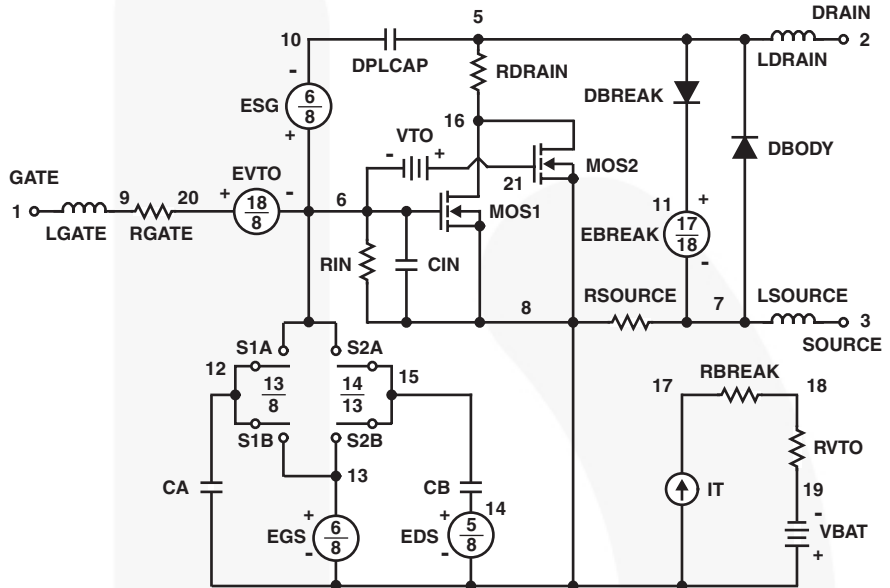 DRAIN
10
5
2
DPLCAP
LDRAIN
-
RDRAIN
DBREAK
ESG
6
8
+
16
VTO
-
+
DBODY
MOS2
21
GATE
EVTO
9
20
+
-
6
1
18
8
MOS1
11
+
EBREAK
17
18
-
LGATE
RGATE
RIN
CIN
8
RSOURCE
7
LSOURCE
3
SOURCE
S1A
S2A
12
13
8
14
13
15
RBREAK
17
18
S1B
S2B
RVTO
13
CA
CB
14
IT
19
-
VBAT
+
+
EGS
6
8
-
+
EDS
5
8
-